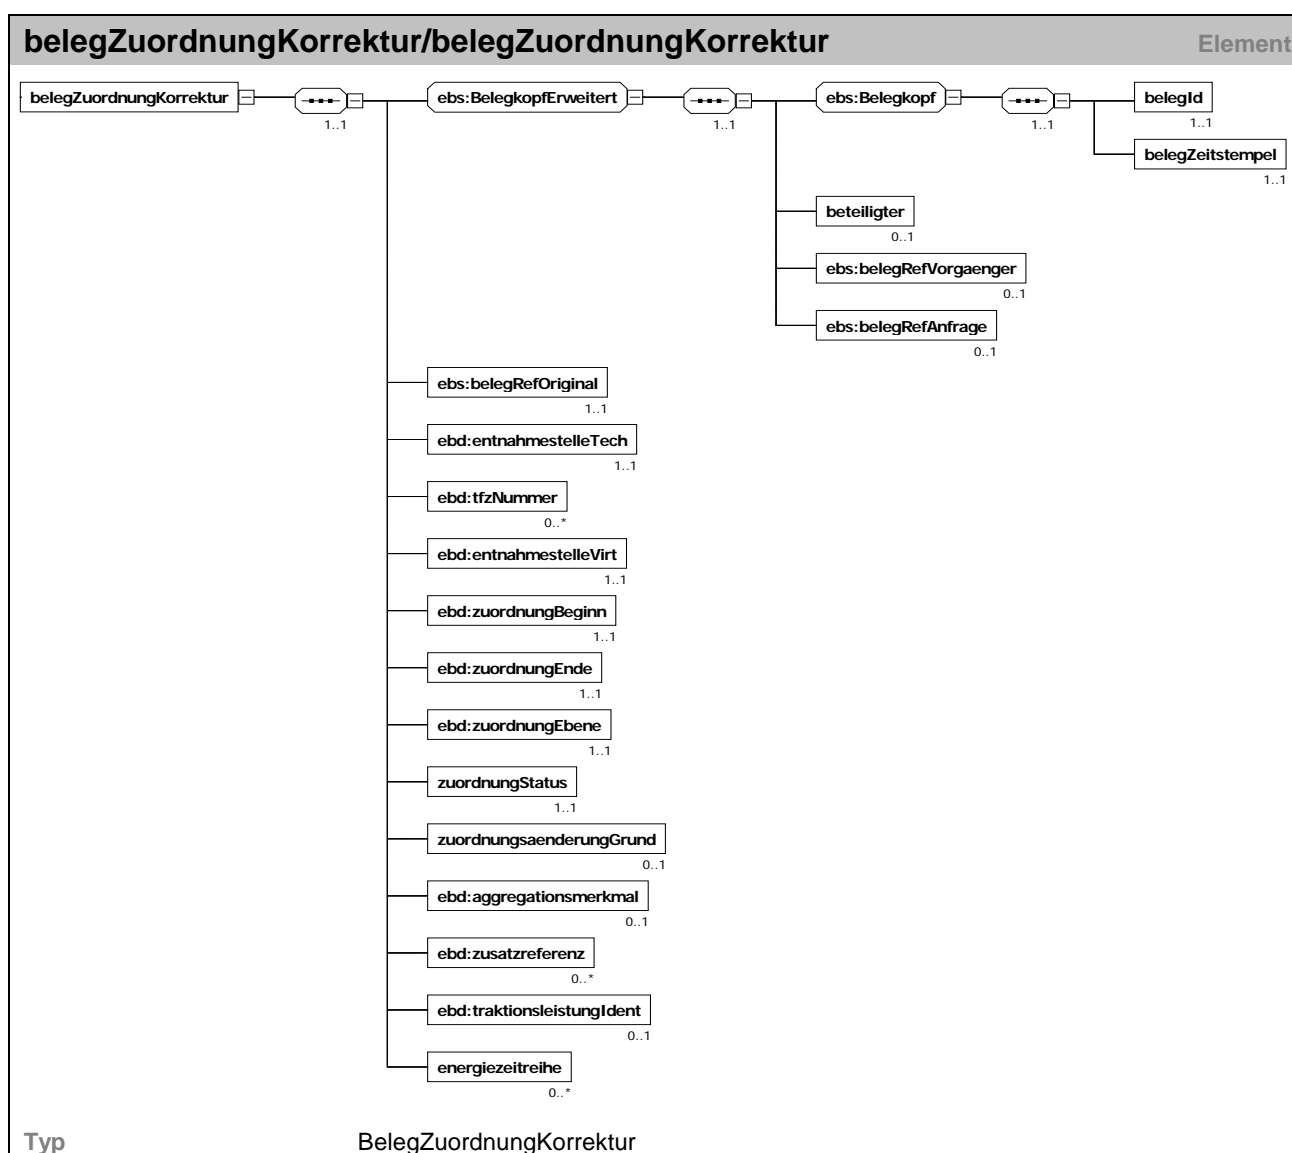 belegZuordnungKorrektur/belegZuordnungKorrektur Element
belegZuordnungKorrektur
1..1
ebs:BelegkopfErweitert
1..1
ebs:Belegkopf
1..1
belegId
1..1
belegZeitstempel
1..1
beteiligter
0..1
ebs:belegRefVorgaenger
0..1
ebs:belegRefAnfrage
0..1
ebs:belegRefOriginal
1..1
ebd:entnahmestelleTech
1..1
ebd:tfzNummer
0..*
ebd:entnahmestelleVirt
1..1
ebd:zuordnungBeginn
1..1
ebd:zuordnungEnde
1..1
ebd:zuordnungEbene
1..1
zuordnungStatus
1..1
zuordnungsaenderungGrund
0..1
ebd:aggregationsmerkmal
0..1
ebd:zusatzreferenz
0..*
ebd:traktionsleistungIdent
0..1
energiezeitreihe
0..*
Typ BelegZuordnungKorrektur